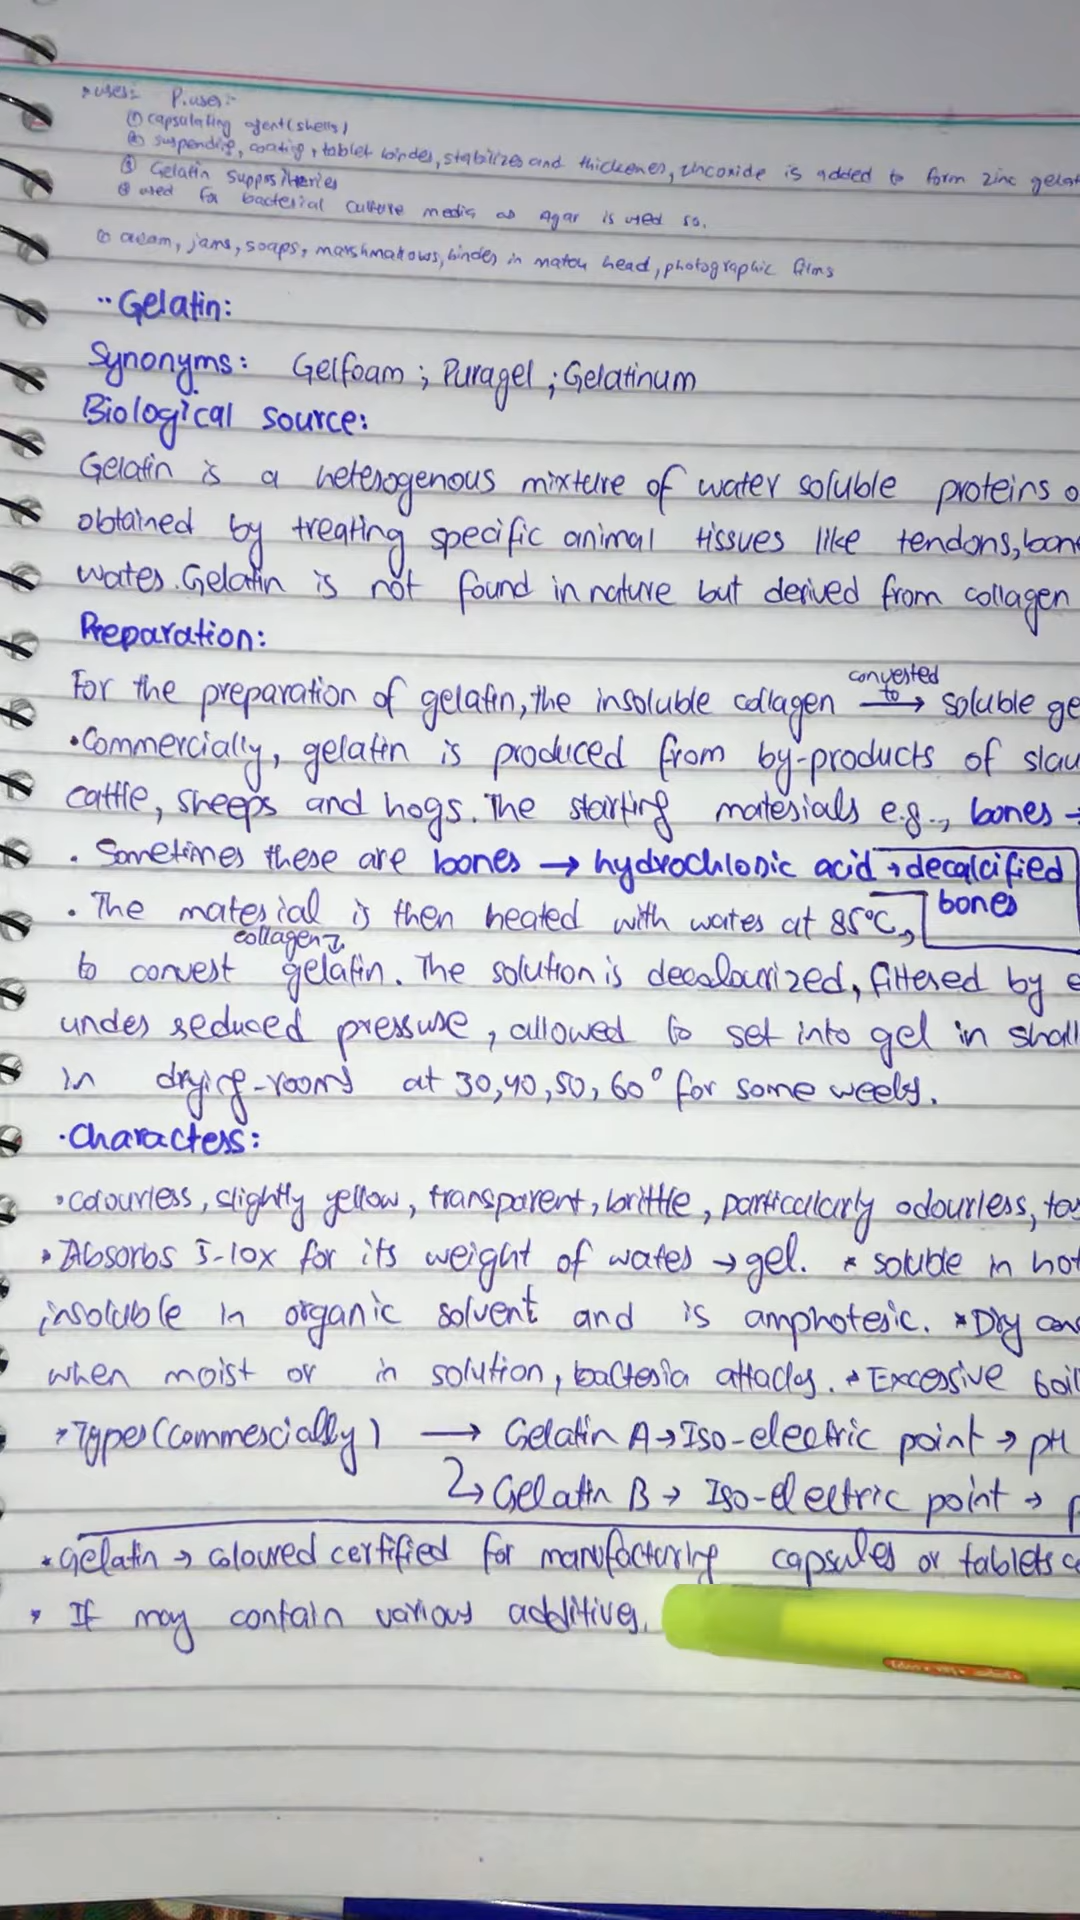 * uses:- P.uses:-
① capsulating agent (shells)
② suspending, coating, tablet binder, stabilizes and thickener, zincoxide is added to form zinc gelat
③ Gelatin suppositories
④ used for bacterial culture media as Agar is used so.
① cream, jams, soaps, marshmallows, binder in match head, photographic films
Gelatin:
Synonyms: Gelfoam ; Puragel ; Gelatinum
Biological source:
Gelatin is a heterogenous mixture of water soluble proteins o
obtained by treating specific animal tissues like tendons, bone
water. Gelatin is not found in nature but derived from collagen
Preparation:
For the preparation of gelatin, the insoluble collagen converted to → soluble ge
• Commercially, gelatin is produced from by-products of slau
cattle, sheeps and hogs. The starting materials e.g., bones →
• Sometimes these are bones → hydrochloric acid → decalcified
bones
• The material is then heated with water at 85°C,
collagen
to convert gelatin. The solution is decolourized, filtered by e
under reduced pressure, allowed to set into gel in shall
in drying-rooms at 30,40,50,60° for some weeks.
• Characters:
• colourless, slightly yellow, transparent, brittle, particularly odourless, tas
• Absorbs 5-10x for its weight of water → gel. * soluble in hot
insoluble in organic solvent and is amphoteric. * Dry can
when moist or in solution, bacteria attacks. * Excessive boil
* Types (commercially) → Gelatin A → Iso-electric point → pH
↳ Gelatin B → Iso-electric point → p
* Gelatin → coloured certified for manufacturing capsules or tablets co
* It may contain various additives.